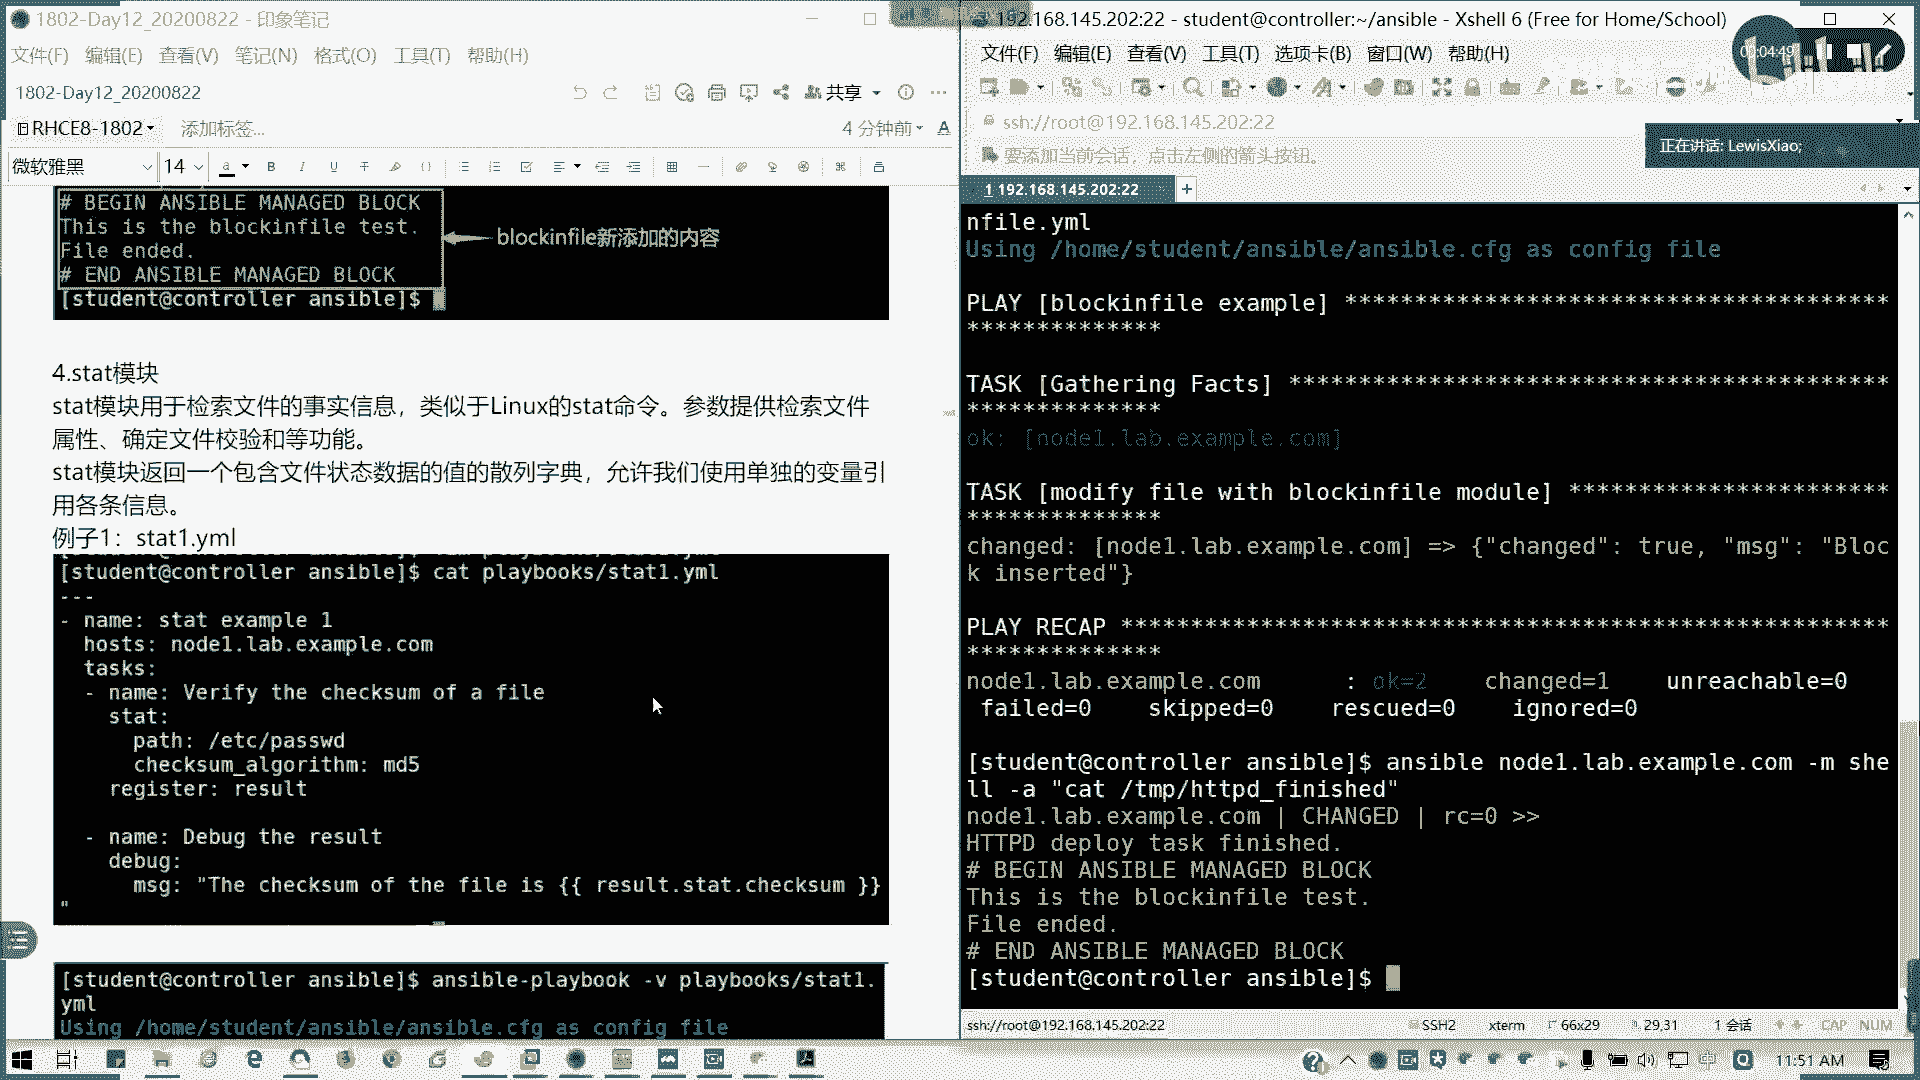 1802-Day12_20200822 - 印象笔记
文件(F) 编辑(E) 查看(V) 笔记(N) 格式(O) 工具(T) 帮助(H)
1802-Day12_20200822
共享
RHCE8-1802 添加标签...
4 分钟前
微软雅黑 14
# BEGIN ANSIBLE MANAGED BLOCK
This is the blockinfile test.
File ended.
# END ANSIBLE MANAGED BLOCK
[student@controller ansible]$
blockinfile新添加的内容
4.stat模块
stat模块用于检索文件的事实信息，类似于Linux的stat命令。参数提供检索文件
属性、确定文件校验和等功能。
stat模块返回一个包含文件状态数据的值的散列字典，允许我们使用单独的变量引
用各条信息。
例子1：stat1.yml
[student@controller ansible]$ cat playbooks/stat1.yml
---
- name: stat example 1
hosts: node1.lab.example.com
tasks:
- name: Verify the checksum of a file
stat:
path: /etc/passwd
checksum_algorithm: md5
register: result
- name: Debug the result
debug:
msg: "The checksum of the file is {{ result.stat.checksum }}
"
[student@controller ansible]$ ansible-playbook -v playbooks/stat1.
yml
Using /home/student/ansible/ansible.cfg as config file
192.168.145.202:22 - student@controller:~/ansible - Xshell 6 (Free for Home/School)
文件(F) 编辑(E) 查看(V) 工具(T) 选项卡(B) 窗口(W) 帮助(H)
00:04:49
ssh://root@192.168.145.202:22
正在讲话: LewisXiao;
要添加当前会话，点击左侧的箭头按钮。
1 192.168.145.202:22
nfile.yml
Using /home/student/ansible/ansible.cfg as config file
PLAY [blockinfile example] ***************************************
**************
TASK [Gathering Facts] *******************************************
**************
ok: [node1.lab.example.com]
TASK [modify file with blockinfile module] ***********************
**************
changed: [node1.lab.example.com] => {"changed": true, "msg": "Bloc
k inserted"}
PLAY RECAP *******************************************************
**************
node1.lab.example.com : ok=2 changed=1 unreachable=0
failed=0 skipped=0 rescued=0 ignored=0
[student@controller ansible]$ ansible node1.lab.example.com -m she
ll -a "cat /tmp/httpd_finished"
node1.lab.example.com | CHANGED | rc=0 >>
HTTPD deploy task finished.
# BEGIN ANSIBLE MANAGED BLOCK
This is the blockinfile test.
File ended.
# END ANSIBLE MANAGED BLOCK
[student@controller ansible]$
ssh://root@192.168.145.202:22 SSH2 xterm 66x29 29,31 1 会话 CAP NUM
11:51 AM